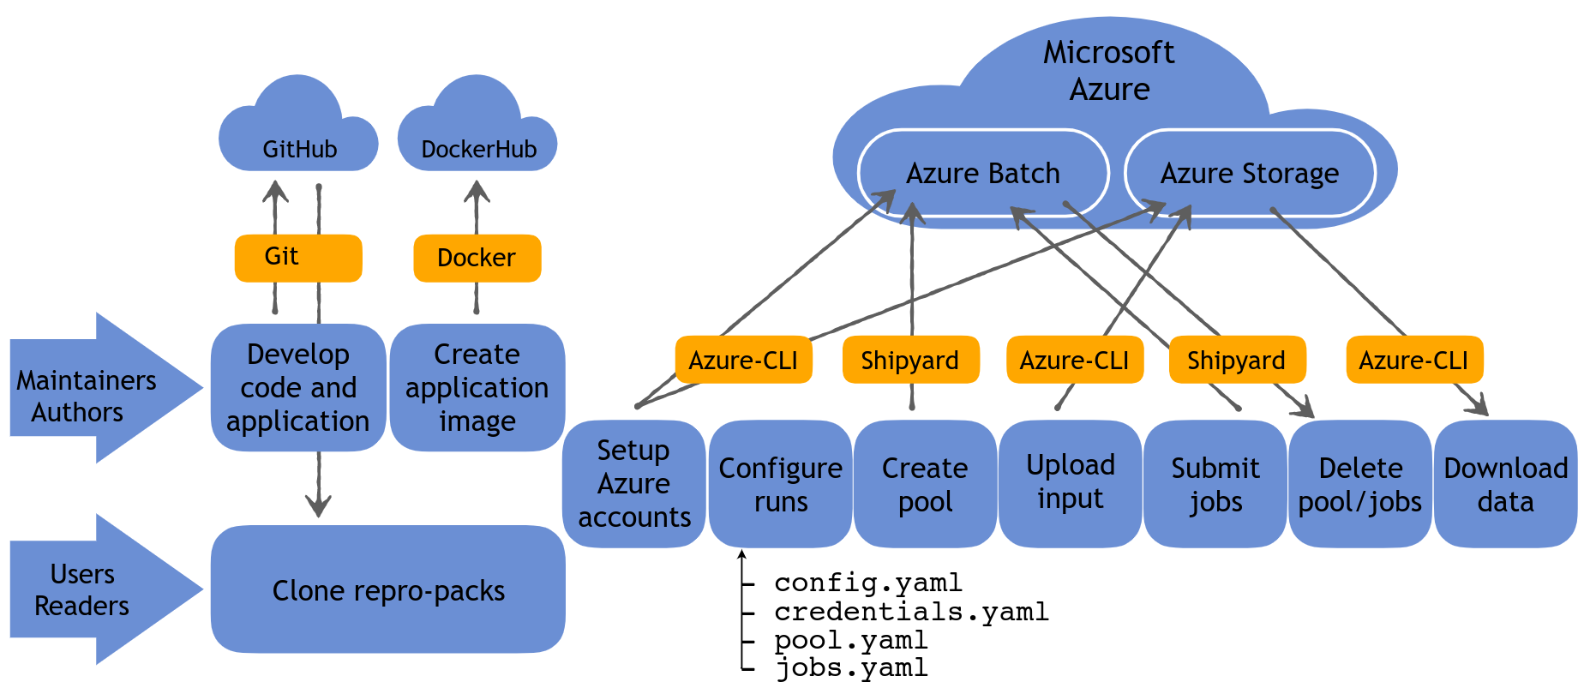 Microsoft
Azure
GitHub
DockerHub
Azure Batch
Azure Storage
Git
Docker
Azure-CLI
Shipyard
Azure-CLI
Shipyard
Azure-CLI
Maintainers
Authors
Develop
code and
application
Create
application
image
Setup
Azure
accounts
Configure
runs
Create
pool
Upload
input
Submit
jobs
Delete
pool/jobs
Download
data
Users
Readers
Clone repro-packs
config.yaml
credentials.yaml
pool.yaml
jobs.yaml